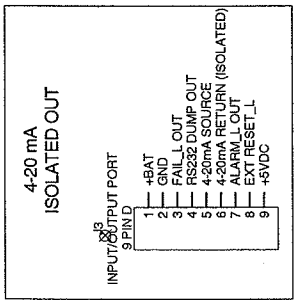 4-20 mA
ISOLATED OUT
INPUT/OUTPUT PORT
9 PIN D
1 +BAT
2 GND
3 FAIL_L OUT
4 RS232 DUMP OUT
5 4-20mA SOURCE
6 4-20mA RETURN (ISOLATED)
7 ALARM_L OUT
8 EXT RESET_L
9 +5VDC